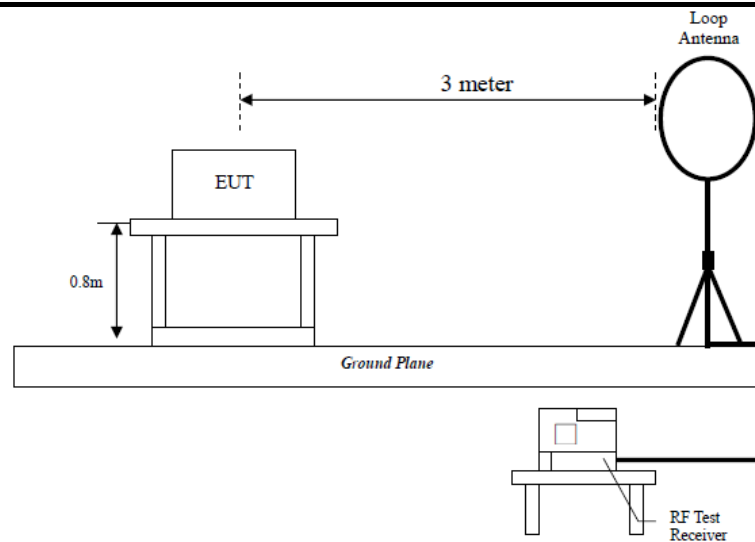 Loop
Antenna
3 meter
EUT
0.8m
Ground Plane
RF Test
Receiver